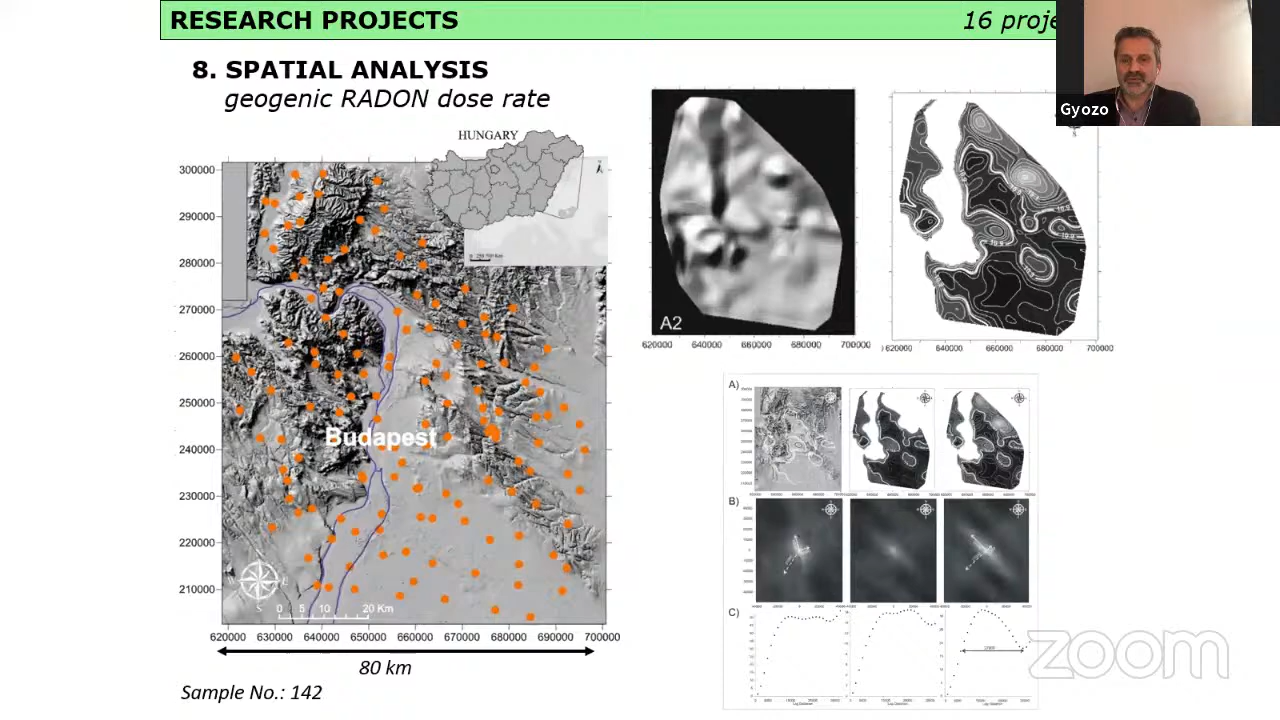 RESEARCH PROJECTS
16 proje
Gyozo
8. SPATIAL ANALYSIS
geogenic RADON dose rate
HUNGARY
300000
290000
280000
270000
260000
250000
240000
230000
220000
210000
Budapest
W
E
S
0 5 10 20 Km
620000 630000 640000 650000 660000 670000 680000 690000 700000
80 km
Sample No.: 142
A2
620000 640000 660000 680000 700000
620000 640000 660000 680000 700000
A)
B)
C)
zoom